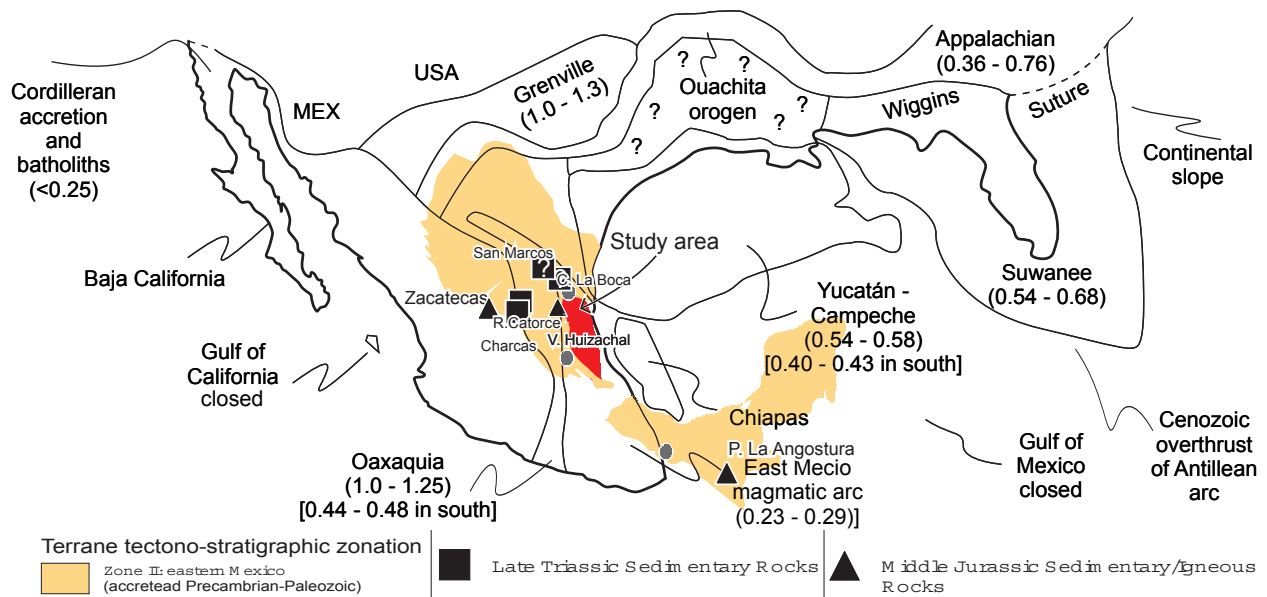 Appalachian
(0.36 - 0.76)
USA
Grenville
(1.0 - 1.3)
?
?
Ouachita
orogen
?
?
?
?
Wiggins
Suture
Cordilleran
accretion
and
batholiths
(<0.25)
MEX
Continental
slope
Baja California
San Marcos
?
Study area
C. La Boca
Zacatecas
R.Catorce
Charcas
V. Huizachal
Suwanee
(0.54 - 0.68)
Yucatán -
Campeche
(0.54 - 0.58)
[0.40 - 0.43 in south]
Gulf of
California
closed
Chiapas
P. La Angostura
East Mecio
magmatic arc
(0.23 - 0.29)]
Oaxaquia
(1.0 - 1.25)
[0.44 - 0.48 in south]
Gulf of
Mexico
closed
Cenozoic
overthrust
of Antillean
arc
Terrane tectono-stratigraphic zonation
Zone II: eastern Mexico
(accretead Precambrian-Paleozoic)
Late Triassic Sedimentary Rocks
Middle Jurassic Sedimentary/Igneous
Rocks